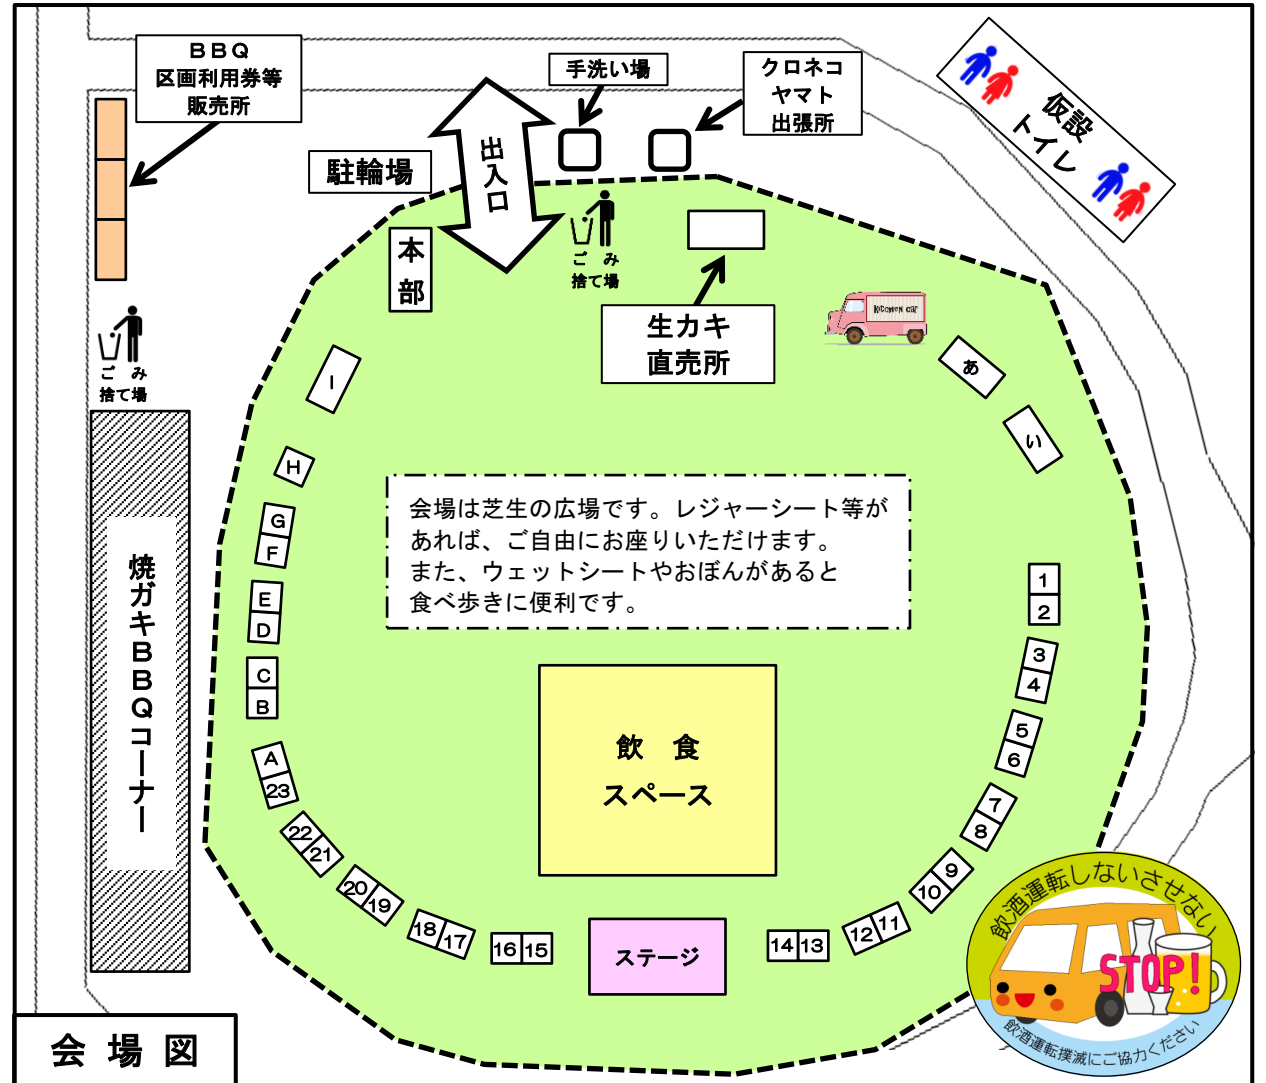 ＢＢＱ
区画利用券等
販売所
手洗い場
クロネコ
ヤマト
出張所
仮設
トイレ
駐輪場
出入口
本部
ごみ
捨て場
生カキ
直売所
Kitchen car
ごみ
捨て場
あ
い
I
H
G
F
E
D
C
B
A
23
22
21
20
19
18
17
16
15
14
13
12
11
10
9
8
7
6
5
4
3
2
1
会場は芝生の広場です。レジャーシート等が
あれば、ご自由にお座りいただけます。
また、ウェットシートやおぼんがあると
食べ歩きに便利です。
焼ガキＢＢＱコーナー
飲食
スペース
ステージ
飲酒運転しないさせない
STOP!
飲酒運転撲滅にご協力ください
会場図